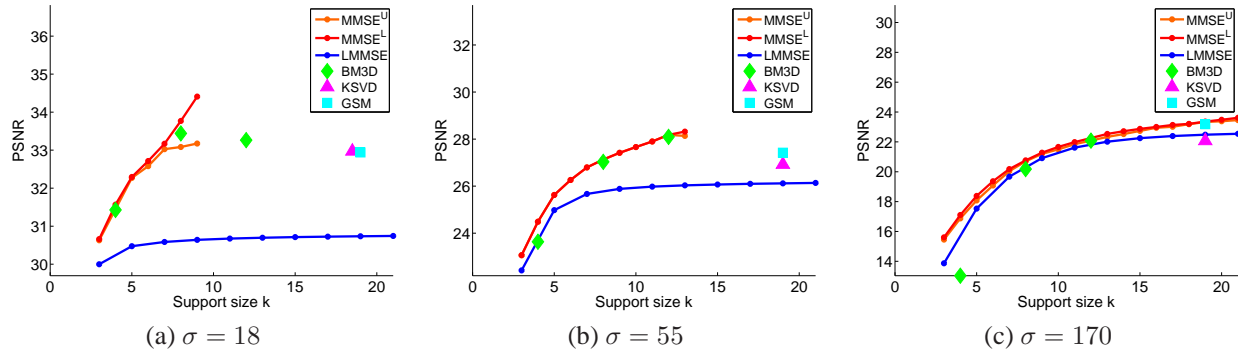 36
35
34
33
32
31
30
0 5 10 15 20
PSNR
Support size k
MMSE^U
MMSE^L
LMMSE
BM3D
KSVD
GSM
(a) σ = 18
32
30
28
26
24
0 5 10 15 20
PSNR
Support size k
MMSE^U
MMSE^L
LMMSE
BM3D
KSVD
GSM
(b) σ = 55
30
28
26
24
22
20
18
16
14
0 5 10 15 20
PSNR
Support size k
MMSE^U
MMSE^L
LMMSE
BM3D
KSVD
GSM
(c) σ = 170